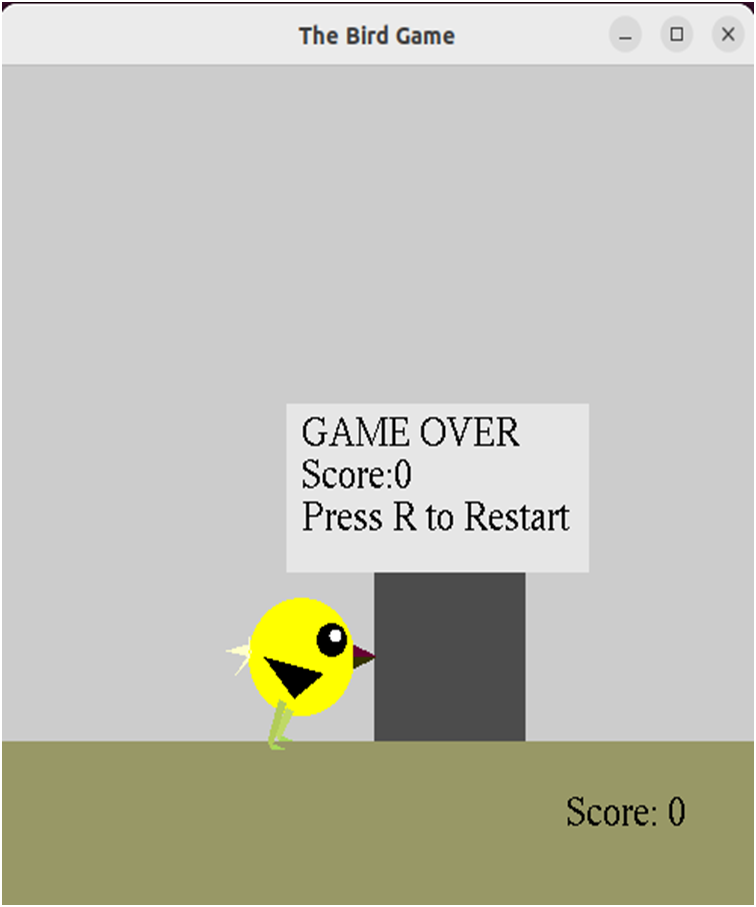 The Bird Game
GAME OVER
Score:0
Press R to Restart
Score: 0